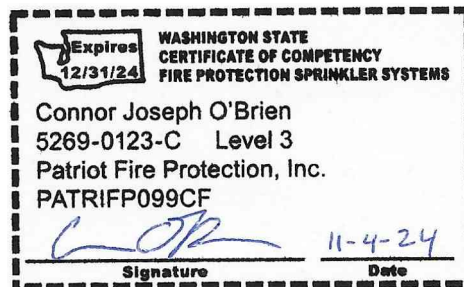 Expires
12/31/24
WASHINGTON STATE
CERTIFICATE OF COMPETENCY
FIRE PROTECTION SPRINKLER SYSTEMS
Connor Joseph O'Brien
5269-0123-C Level 3
Patriot Fire Protection, Inc.
PATRIFP099CF
11-4-24
Signature Date